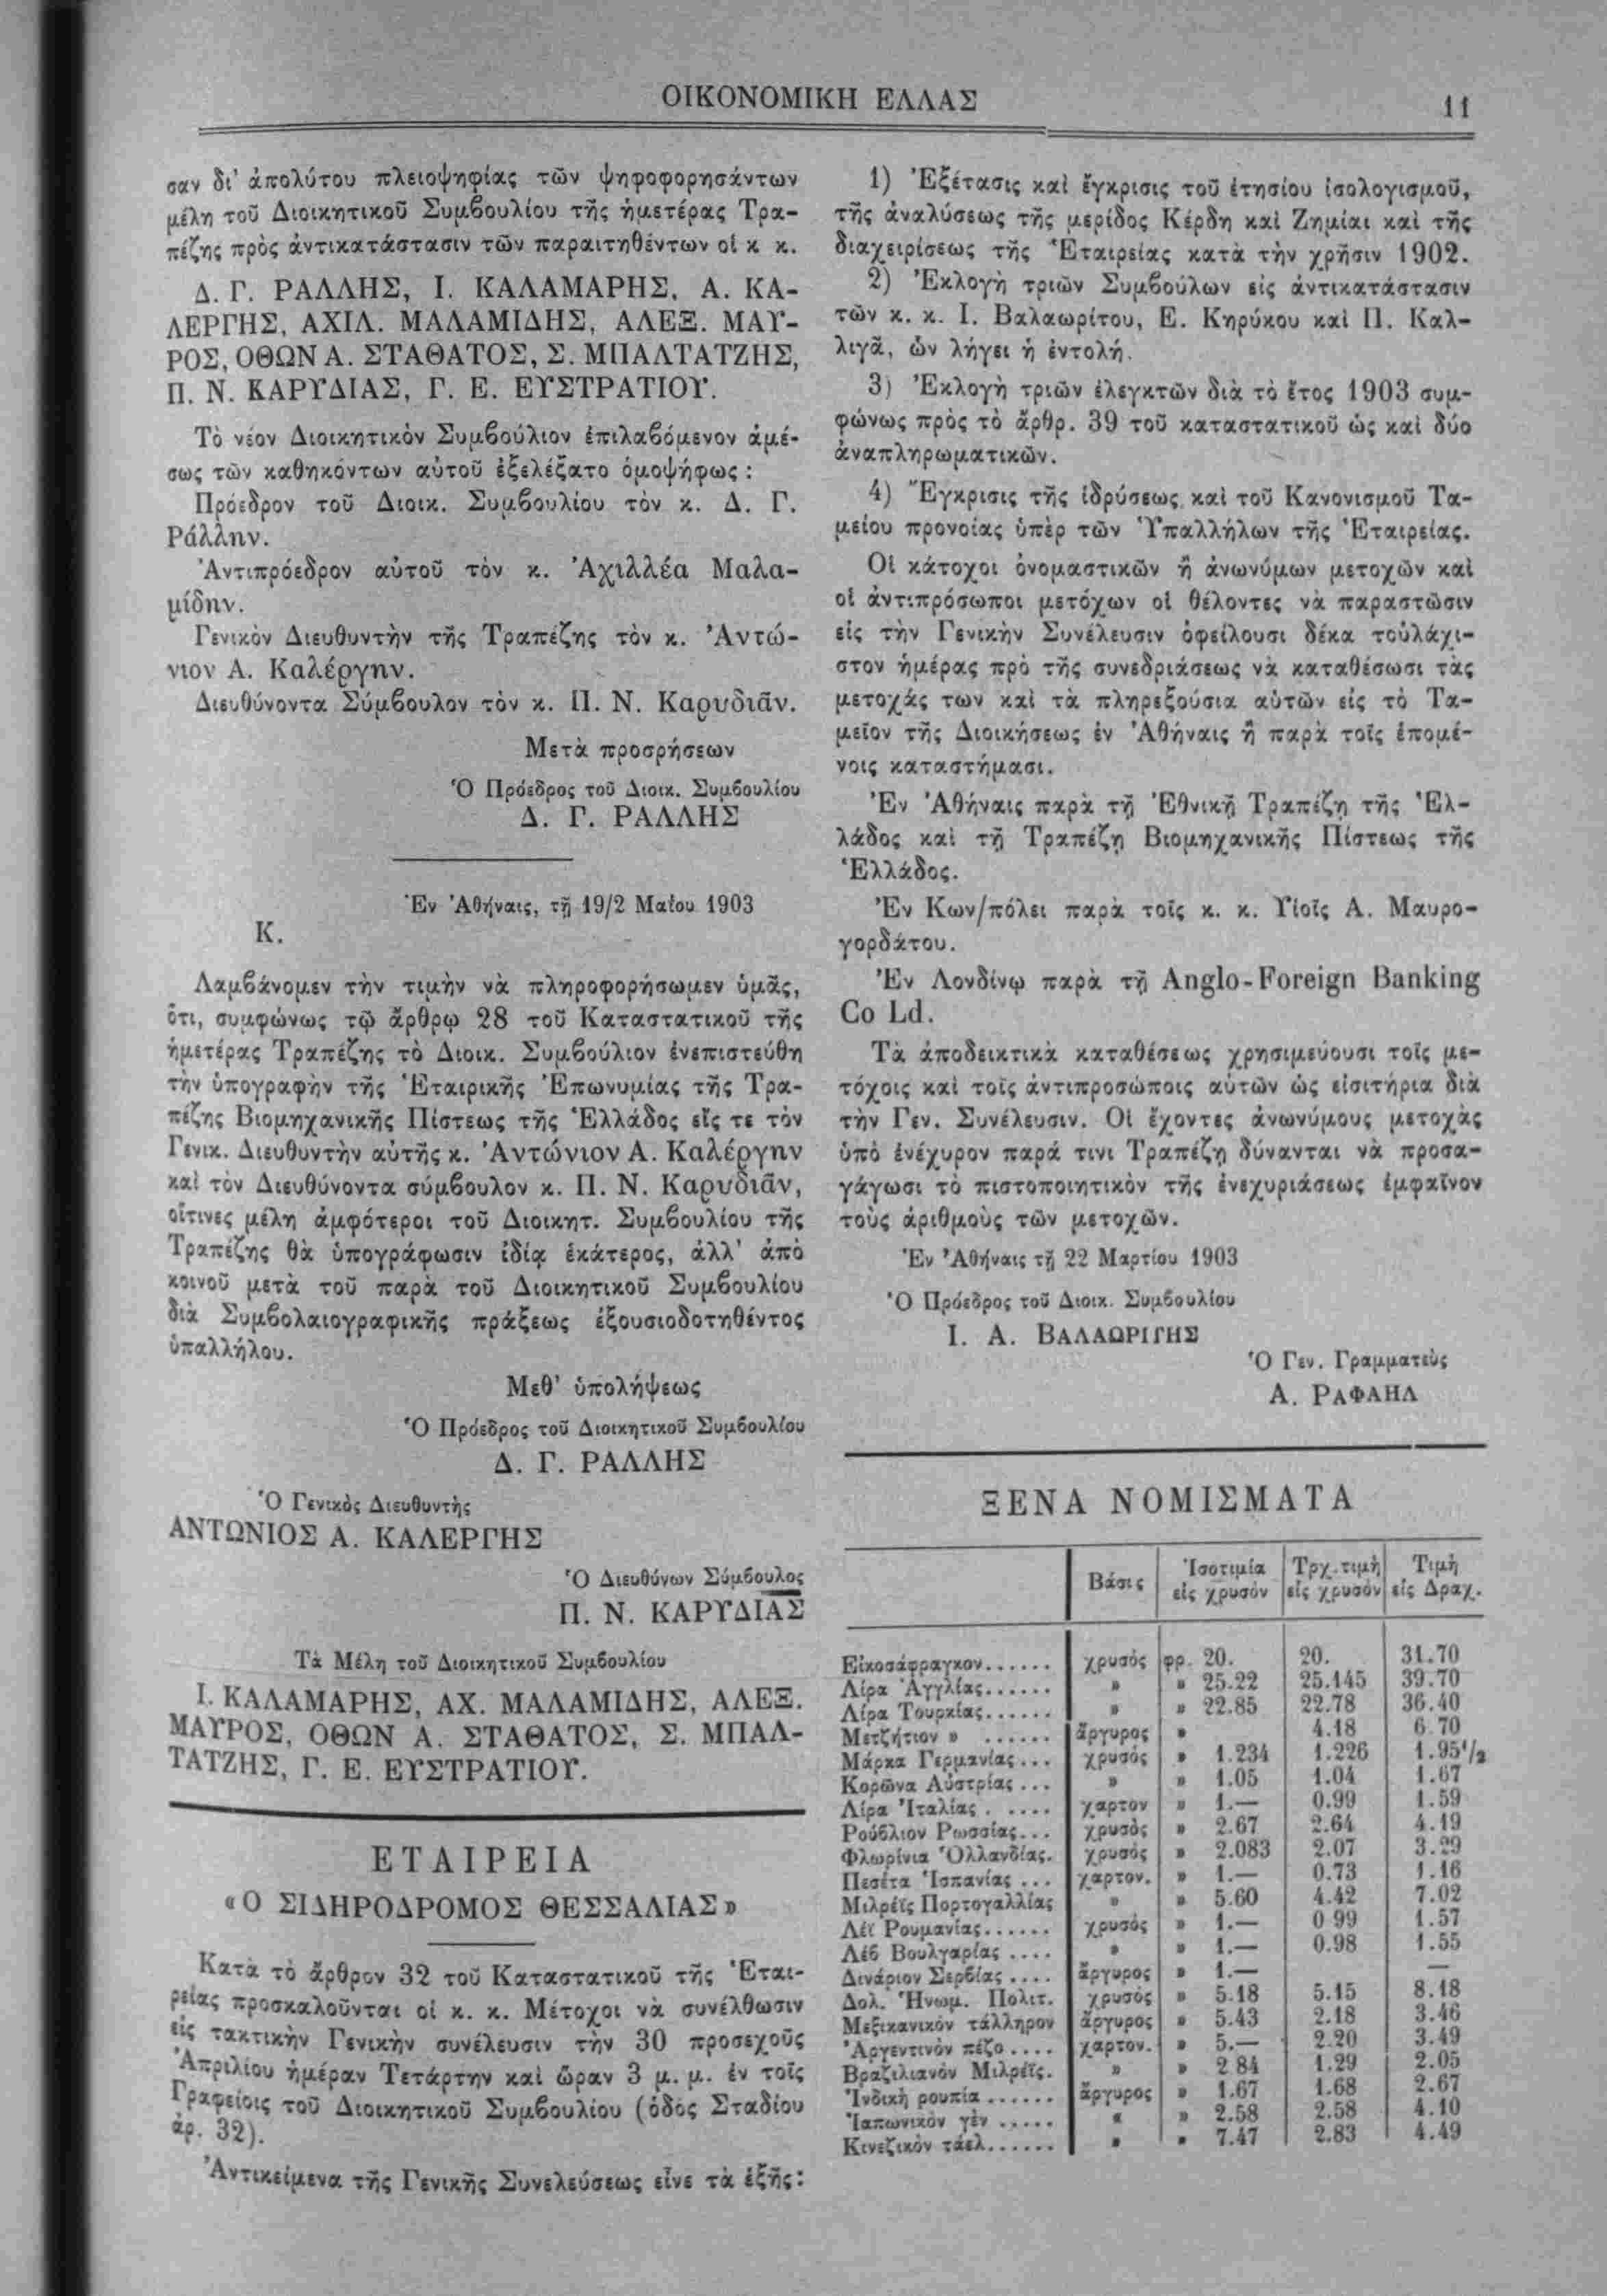 ΟΙΚΟΝΟΜΙΚΗ ΕΛΛΑΣ
11
σαν δι' ἀπολύτου πλειοψηφίας τῶν ψηφοφορησάντων
μέλη τοῦ Διοικητικοῦ Συμβουλίου τῆς ἡμετέρας Τρα-
πέζης πρὸς ἀντικατάστασιν τῶν παραιτηθέντων οἱ κ κ.
Δ. Γ. ΡΑΛΛΗΣ, Ι. ΚΑΛΑΜΑΡΗΣ, Α. ΚΑ-
ΛΕΡΓΗΣ, ΑΧΙΛ. ΜΑΛΑΜΙΔΗΣ, ΑΛΕΞ. ΜΑΥ-
ΡΟΣ, ΟΘΩΝ Α. ΣΤΑΘΑΤΟΣ, Σ. ΜΠΑΛΤΑΤΖΗΣ,
Π. Ν. ΚΑΡΥΔΙΑΣ, Γ. Ε. ΕΥΣΤΡΑΤΙΟΥ.
Τὸ νέον Διοικητικὸν Συμβούλιον ἐπιλαβόμενον ἀμέ-
σως τῶν καθηκόντων αὑτοῦ ἐξελέξατο ὁμοψήφως :
Πρόεδρον τοῦ Διοικ. Συμβουλίου τὸν κ. Δ. Γ.
Ράλλην.
Ἀντιπρόεδρον αὐτοῦ τὸν κ. Ἀχιλλέα Μαλα-
μίδην.
Γενικὸν Διευθυντὴν τῆς Τραπέζης τὸν κ. Ἀντώ-
νιον Α. Καλέργην.
Διευθύνοντα Σύμβουλον τὸν κ. Π. Ν. Καρυδιᾶν.
Μετὰ προσρήσεων
Ὁ Πρόεδρος τοῦ Διοικ. Συμβουλίου
Δ. Γ. ΡΑΛΛΗΣ
Ἐν Ἀθήναις, τῇ 19/2 Μαΐου 1903
Κ.
Λαμβάνομεν τὴν τιμὴν νὰ πληροφορήσωμεν ὑμᾶς,
ὅτι, συμφώνως τῷ ἄρθρῳ 28 τοῦ Καταστατικοῦ τῆς
ἡμετέρας Τραπέζης τὸ Διοικ. Συμβούλιον ἐνεπιστεύθη
τὴν ὑπογραφὴν τῆς Ἑταιρικῆς Ἐπωνυμίας τῆς Τρα-
πέζης Βιομηχανικῆς Πίστεως τῆς Ἑλλάδος εἴς τε τὸν
Γενικ. Διευθυντὴν αὐτῆς κ. Ἀντώνιον Α. Καλέργην
καὶ τὸν Διευθύνοντα σύμβουλον κ. Π. Ν. Καρυδιᾶν,
οἵτινες μέλη ἀμφότεροι τοῦ Διοικητ. Συμβουλίου τῆς
Τραπέζης θὰ ὑπογράφωσιν ἰδίᾳ ἑκάτερος, ἀλλ' ἀπὸ
κοινοῦ μετὰ τοῦ παρὰ τοῦ Διοικητικοῦ Συμβουλίου
διὰ Συμβολαιογραφικῆς πράξεως ἐξουσιοδοτηθέντος
ὑπαλλήλου.
Μεθ' ὑπολήψεως
Ὁ Πρόεδρος τοῦ Διοικητικοῦ Συμβουλίου
Δ. Γ. ΡΑΛΛΗΣ
Ὁ Γενικὸς Διευθυντὴς
ΑΝΤΩΝΙΟΣ Α. ΚΑΛΕΡΓΗΣ
Ὁ Διευθύνων Σύμβουλος
Π. Ν. ΚΑΡΥΔΙΑΣ
Τὰ Μέλη τοῦ Διοικητικοῦ Συμβουλίου
Ι. ΚΑΛΑΜΑΡΗΣ, ΑΧ. ΜΑΛΑΜΙΔΗΣ, ΑΛΕΞ.
ΜΑΥΡΟΣ, ΟΘΩΝ Α. ΣΤΑΘΑΤΟΣ, Σ. ΜΠΑΛ-
ΤΑΤΖΗΣ, Γ. Ε. ΕΥΣΤΡΑΤΙΟΥ.
ΕΤΑΙΡΕΙΑ
«Ο ΣΙΔΗΡΟΔΡΟΜΟΣ ΘΕΣΣΑΛΙΑΣ»
Κατὰ τὸ ἄρθρον 32 τοῦ Καταστατικοῦ τῆς Ἑται-
ρείας προσκαλοῦνται οἱ κ. κ. Μέτοχοι νὰ συνέλθωσιν
εἰς τακτικὴν Γενικὴν συνέλευσιν τὴν 30 προσεχοῦς
Ἀπριλίου ἡμέραν Τετάρτην καὶ ὥραν 3 μ. μ. ἐν τοῖς
Γραφείοις τοῦ Διοικητικοῦ Συμβουλίου (ὁδὸς Σταδίου
ἀρ. 32).
Ἀντικείμενα τῆς Γενικῆς Συνελεύσεως εἶνε τὰ ἑξῆς:
1) Ἐξέτασις καὶ ἔγκρισις τοῦ ἐτησίου ἰσολογισμοῦ,
τῆς ἀναλύσεως τῆς μερίδος Κέρδη καὶ Ζημίαι καὶ τῆς
διαχειρίσεως τῆς Ἑταιρείας κατὰ τὴν χρῆσιν 1902.
2) Ἐκλογὴ τριῶν Συμβούλων εἰς ἀντικατάστασιν
τῶν κ. κ. Ι. Βαλαωρίτου, Ε. Κηρύκου καὶ Π. Καλ-
λιγᾶ, ὧν λήγει ἡ ἐντολή.
3) Ἐκλογὴ τριῶν ἐλεγκτῶν διὰ τὸ ἔτος 1903 συμ-
φώνως πρὸς τὸ ἄρθρ. 39 τοῦ καταστατικοῦ ὡς καὶ δύο
ἀναπληρωματικῶν.
4) Ἔγκρισις τῆς ἱδρύσεως καὶ τοῦ Κανονισμοῦ Τα-
μείου προνοίας ὑπὲρ τῶν Ὑπαλλήλων τῆς Ἑταιρείας.
Οἱ κάτοχοι ὀνομαστικῶν ἢ ἀνωνύμων μετοχῶν καὶ
οἱ ἀντιπρόσωποι μετόχων οἱ θέλοντες νὰ παραστῶσιν
εἰς τὴν Γενικὴν Συνέλευσιν ὀφείλουσι δέκα τοὐλάχι-
στον ἡμέρας πρὸ τῆς συνεδριάσεως νὰ καταθέσωσι τὰς
μετοχάς των καὶ τὰ πληρεξούσια αὐτῶν εἰς τὸ Τα-
μεῖον τῆς Διοικήσεως ἐν Ἀθήναις ἢ παρὰ τοῖς ἑπομέ-
νοις καταστήμασι.
Ἐν Ἀθήναις παρὰ τῇ Ἐθνικῇ Τραπέζῃ τῆς Ἑλ-
λάδος καὶ τῇ Τραπέζῃ Βιομηχανικῆς Πίστεως τῆς
Ἑλλάδος.
Ἐν Κων/πόλει παρὰ τοῖς κ. κ. Υἱοῖς Α. Μαυρο-
γορδάτου.
Ἐν Λονδίνῳ παρὰ τῇ Anglo-Foreign Banking
Co Ld.
Τὰ ἀποδεικτικὰ καταθέσεως χρησιμεύουσι τοῖς με-
τόχοις καὶ τοῖς ἀντιπροσώποις αὐτῶν ὡς εἰσιτήρια διὰ
τὴν Γεν. Συνέλευσιν. Οἱ ἔχοντες ἀνωνύμους μετοχὰς
ὑπὸ ἐνέχυρον παρά τινι Τραπέζῃ δύνανται νὰ προσα-
γάγωσι τὸ πιστοποιητικὸν τῆς ἐνεχυριάσεως ἐμφαῖνον
τοὺς ἀριθμοὺς τῶν μετοχῶν.
Ἐν Ἀθήναις τῇ 22 Μαρτίου 1903
Ὁ Πρόεδρος τοῦ Διοικ. Συμβουλίου
Ι. Α. ΒΑΛΑΩΡΙΤΗΣ
Ὁ Γεν. Γραμματεὺς
Α. ΡΑΦΑΗΛ
ΞΕΝΑ ΝΟΜΙΣΜΑΤΑ
Βάσις | Ἰσοτιμία εἰς χρυσόν | Τρχ. τιμὴ εἰς χρυσόν | Τιμὴ εἰς Δραχ.
Εἰκοσάφραγκον...... χρυσός φρ. 20. 20. 31.70
Λίρα Ἀγγλίας...... » » 25.22 25.145 39.70
Λίρα Τουρκίας...... » » 22.85 22.78 36.40
Μετζήτιον » ...... ἄργυρος » 4.18 6.70
Μάρκα Γερμανίας... χρυσός » 1.234 1.226 1.95 1/2
Κορῶνα Αὐστρίας ... » » 1.05 1.04 1.67
Λίρα Ἰταλίας . ..... χαρτον » 1.— 0.99 1.59
Ρούβλιον Ρωσσίας... χρυσὸς » 2.67 2.64 4.19
Φλωρίνια Ὁλλανδίας. χρυσός » 2.083 2.07 3.29
Πεσέτα Ἰσπανίας ... χαρτον. » 1.— 0.73 1.16
Μιλρέϊς Πορτογαλλίας » » 5.60 4.42 7.02
Λέϊ Ρουμανίας...... χρυσός » 1.— 0 99 1.57
Λέβ Βουλγαρίας .... » » 1.— 0.98 1.55
Δινάριον Σερβίας .... ἄργυρος » 1.— —
Δολ. Ἡνωμ. Πολιτ. χρυσός » 5.18 5.15 8.18
Μεξικανικόν τάλληρον ἄργυρος » 5.43 2.18 3.46
Ἀργεντινὸν πέζο .... χαρτον. » 5.— 2.20 3.49
Βραζιλιανόν Μιλρέϊς. » » 2 84 1.29 2.05
Ἰνδικὴ ρουπία ...... ἄργυρος » 1.67 1.68 2.67
Ἰαπωνικόν γέν ..... « » 2.58 2.58 4.10
Κινεζικὸν τάελ...... » » 7.47 2.83 4.49